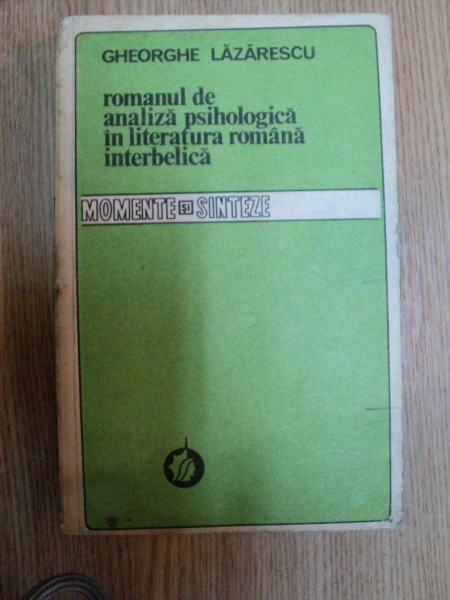 GHEORGHE LĂZĂRESCU
romanul de
analiză psihologică
în literatura română
interbelică
MOMENTE ȘI SINTEZE